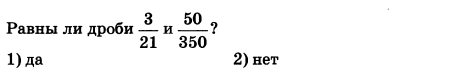 Равны ли дроби 3/21 и 50/350?
1) да 2) нет